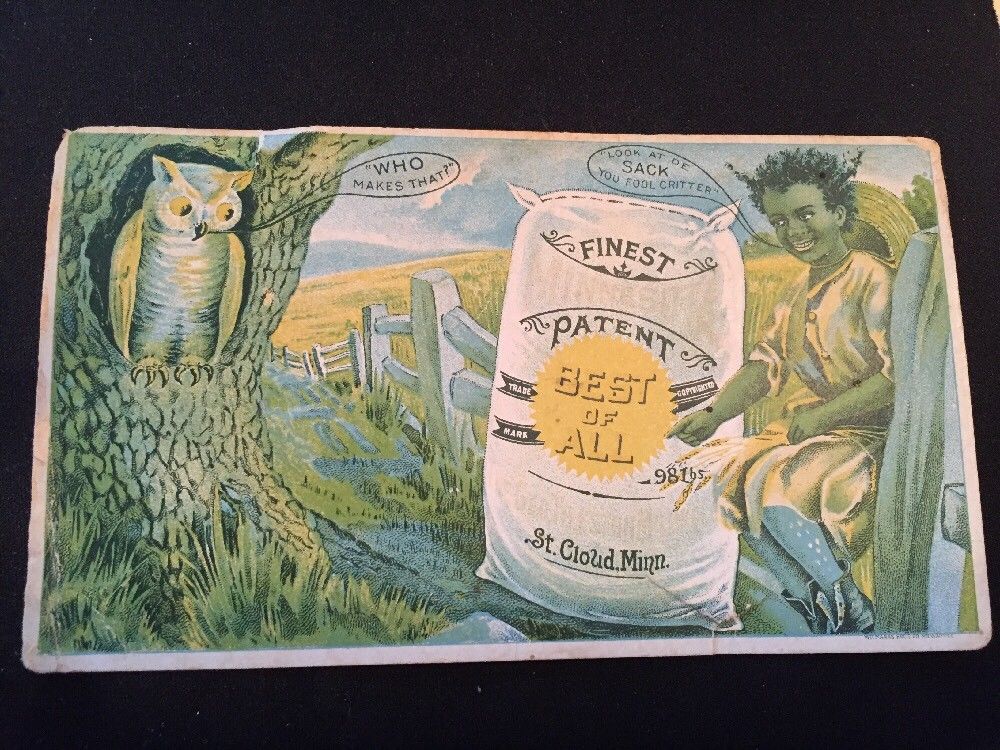 "WHO
MAKES THAT?"
"LOOK AT DE
SACK
YOU FOOL CRITTER"
FINEST
PATENT
TRADE
MARK
COPYRIGHTED
BEST
OF
ALL
98 lbs.
St. Cloud, Minn.